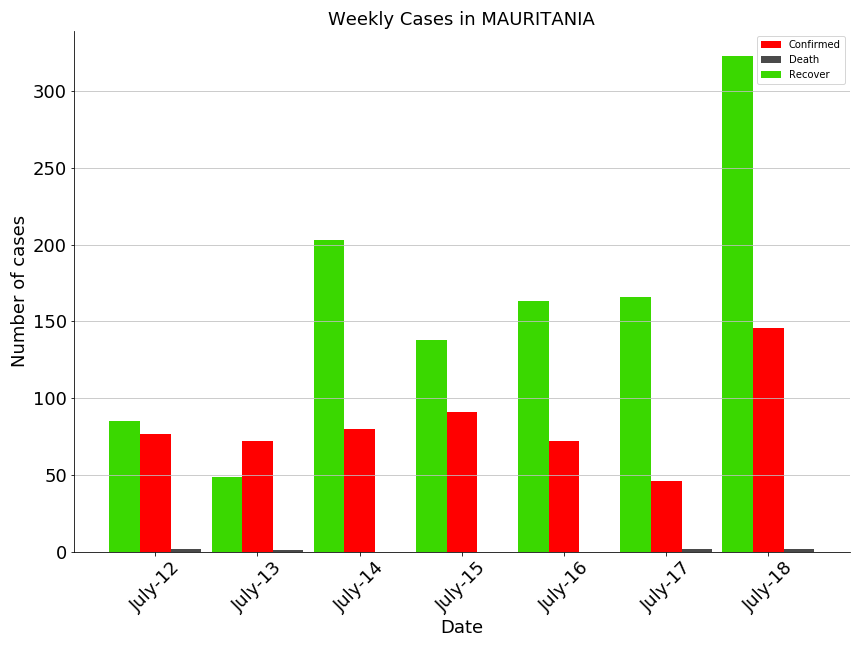 Weekly Cases in MAURITANIA
Confirmed
Death
Recover
Number of cases
300
250
200
150
100
50
0
July-12
July-13
July-14
July-15
July-16
July-17
July-18
Date